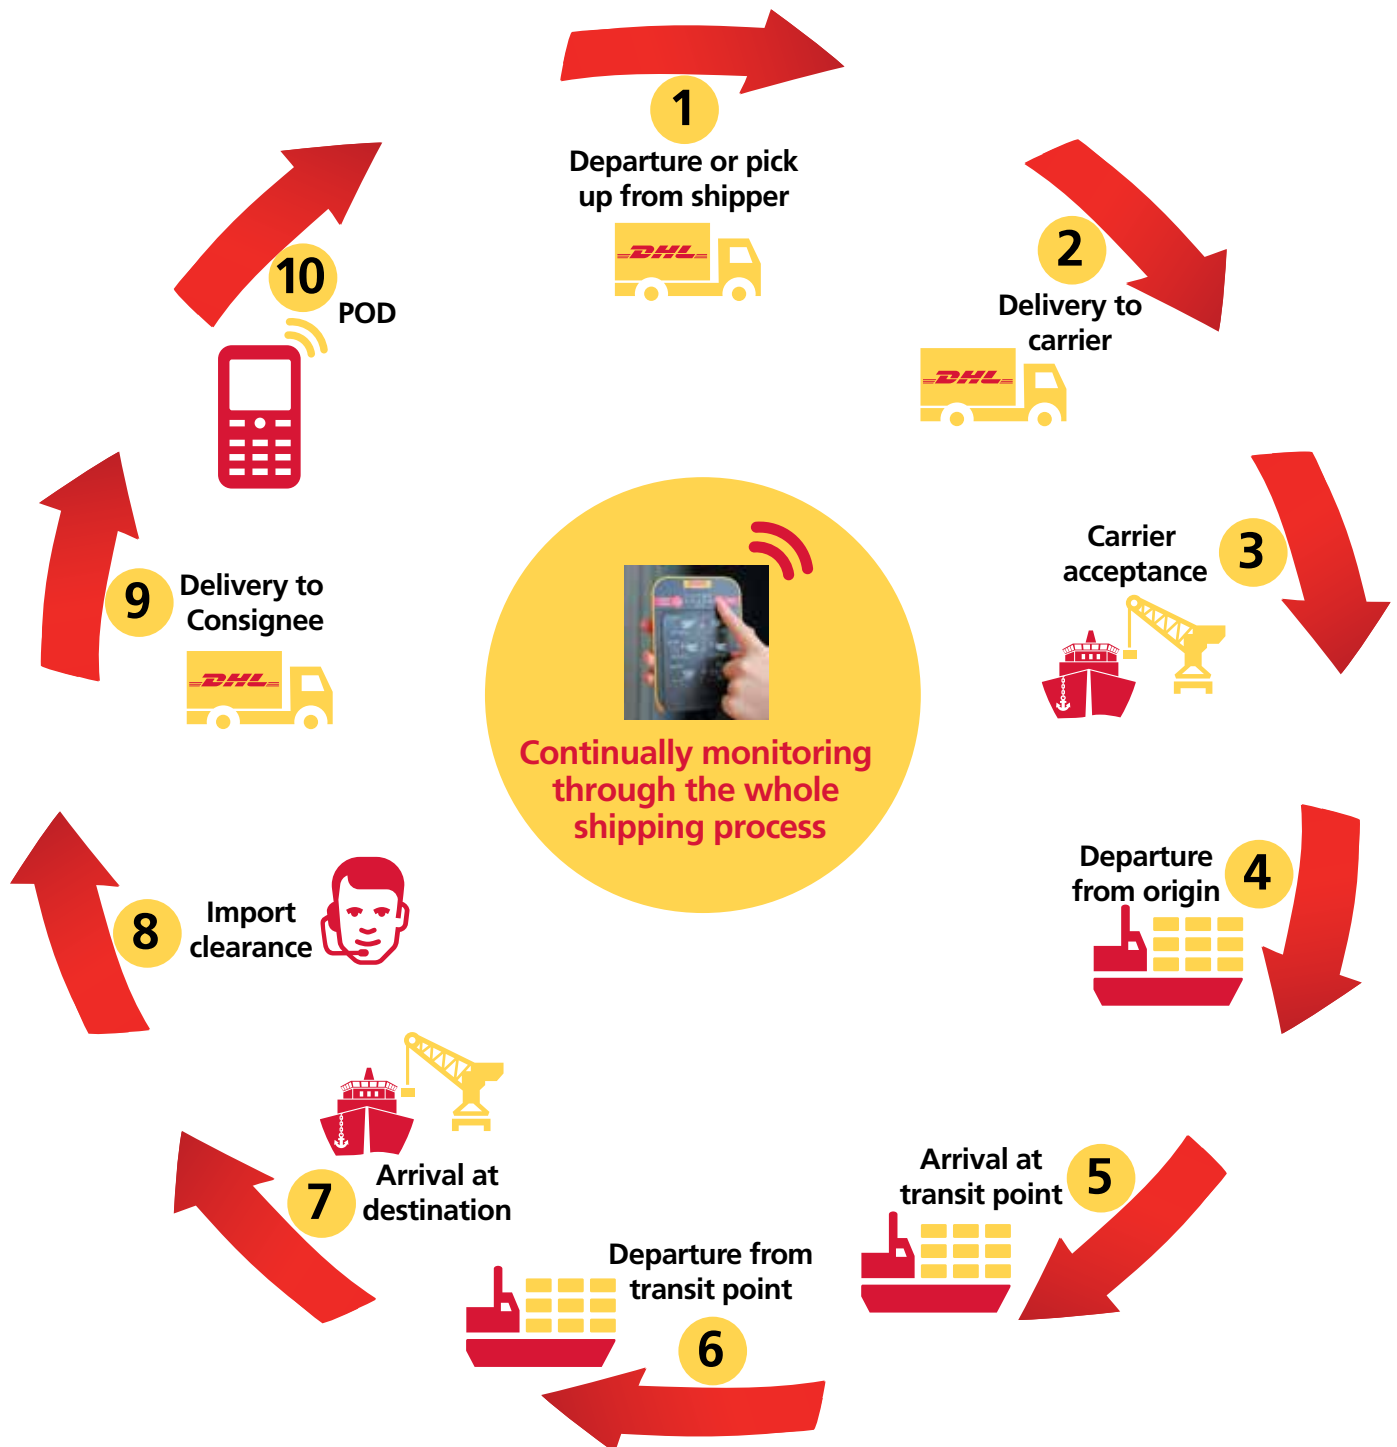 1
Departure or pick
up from shipper
DHL
2
Delivery to
carrier
DHL
3
Carrier
acceptance
4
Departure
from origin
5
Arrival at
transit point
6
Departure from
transit point
7
Arrival at
destination
8
Import
clearance
9
Delivery to
Consignee
DHL
10
POD
Continually monitoring
through the whole
shipping process